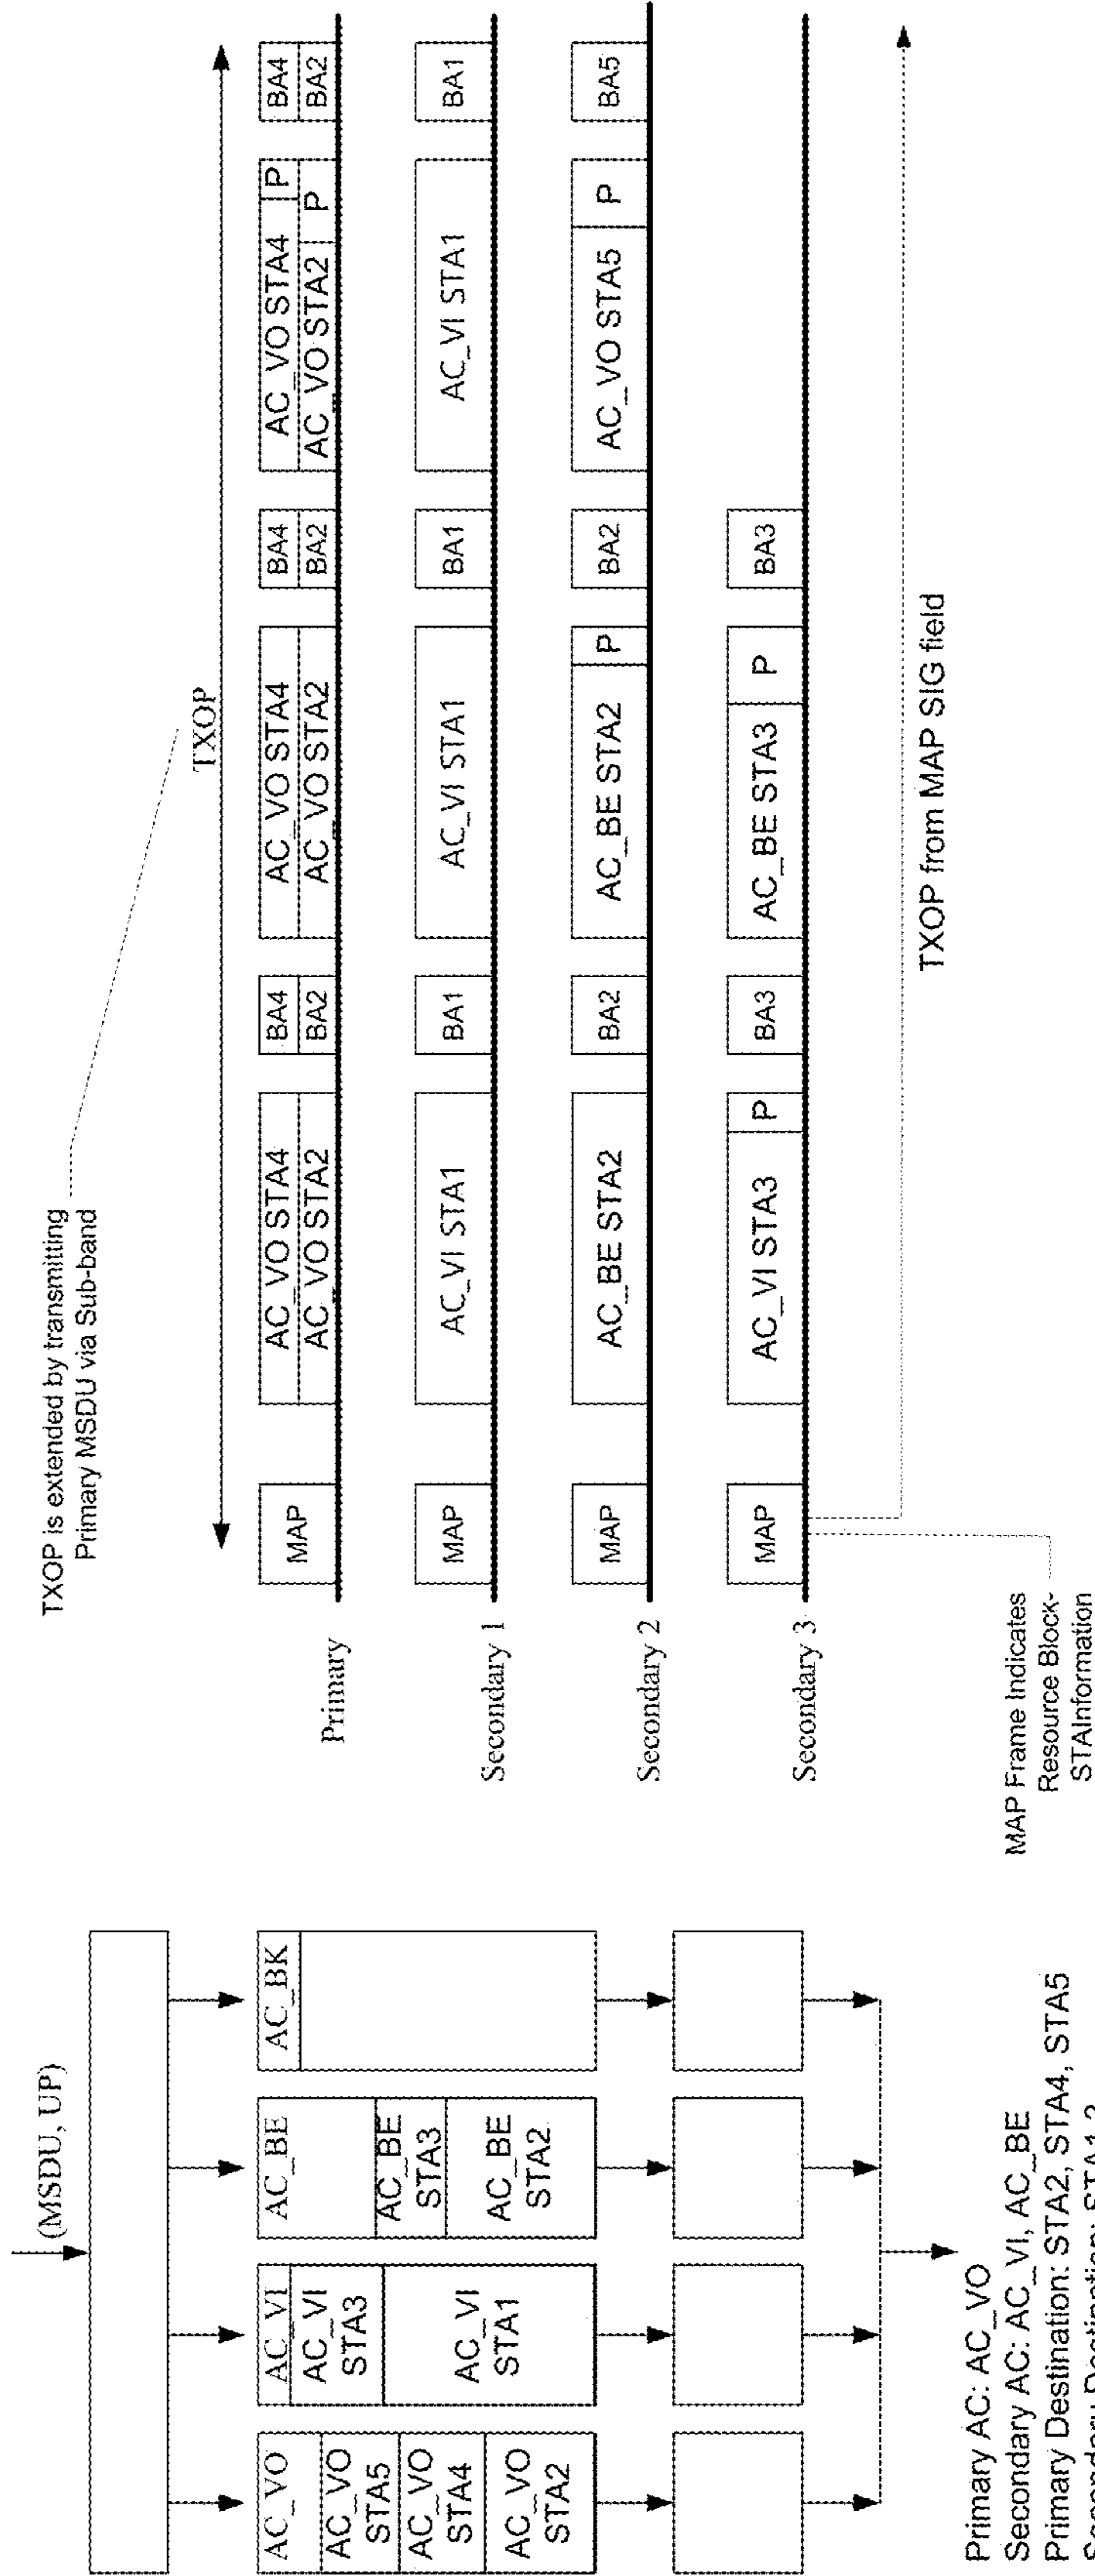 (MSDU, UP)
AC_VO
AC_VO
STA5
AC_VO
STA4
AC_VO
STA2
AC_VI
AC_VI
STA3
AC_VI
STA1
AC_BE
AC_BE
STA3
AC_BE
STA2
AC_BK
Primary AC: AC_VO
Secondary AC: AC_VI, AC_BE
Primary Destination: STA2, STA4, STA5
TXOP is extended by transmitting
Primary MSDU via Sub-band
TXOP
Primary
MAP
AC_VO STA4
AC_VO STA2
BA4
BA2
AC_VO STA4
AC_VO STA2
BA4
BA2
AC_VO STA4 P
AC_VO STA2 P
BA4
BA2
Secondary 1
MAP
AC_VI STA1
BA1
AC_VI STA1
BA1
AC_VI STA1
BA1
Secondary 2
MAP
AC_BE STA2
BA2
AC_BE STA2
P
BA2
AC_VO STA5
P
BA5
Secondary 3
MAP
AC_VI STA3
P
BA3
AC_BE STA3
P
BA3
TXOP from MAP SIG field
MAP Frame Indicates
Resource Block-
STAInformation